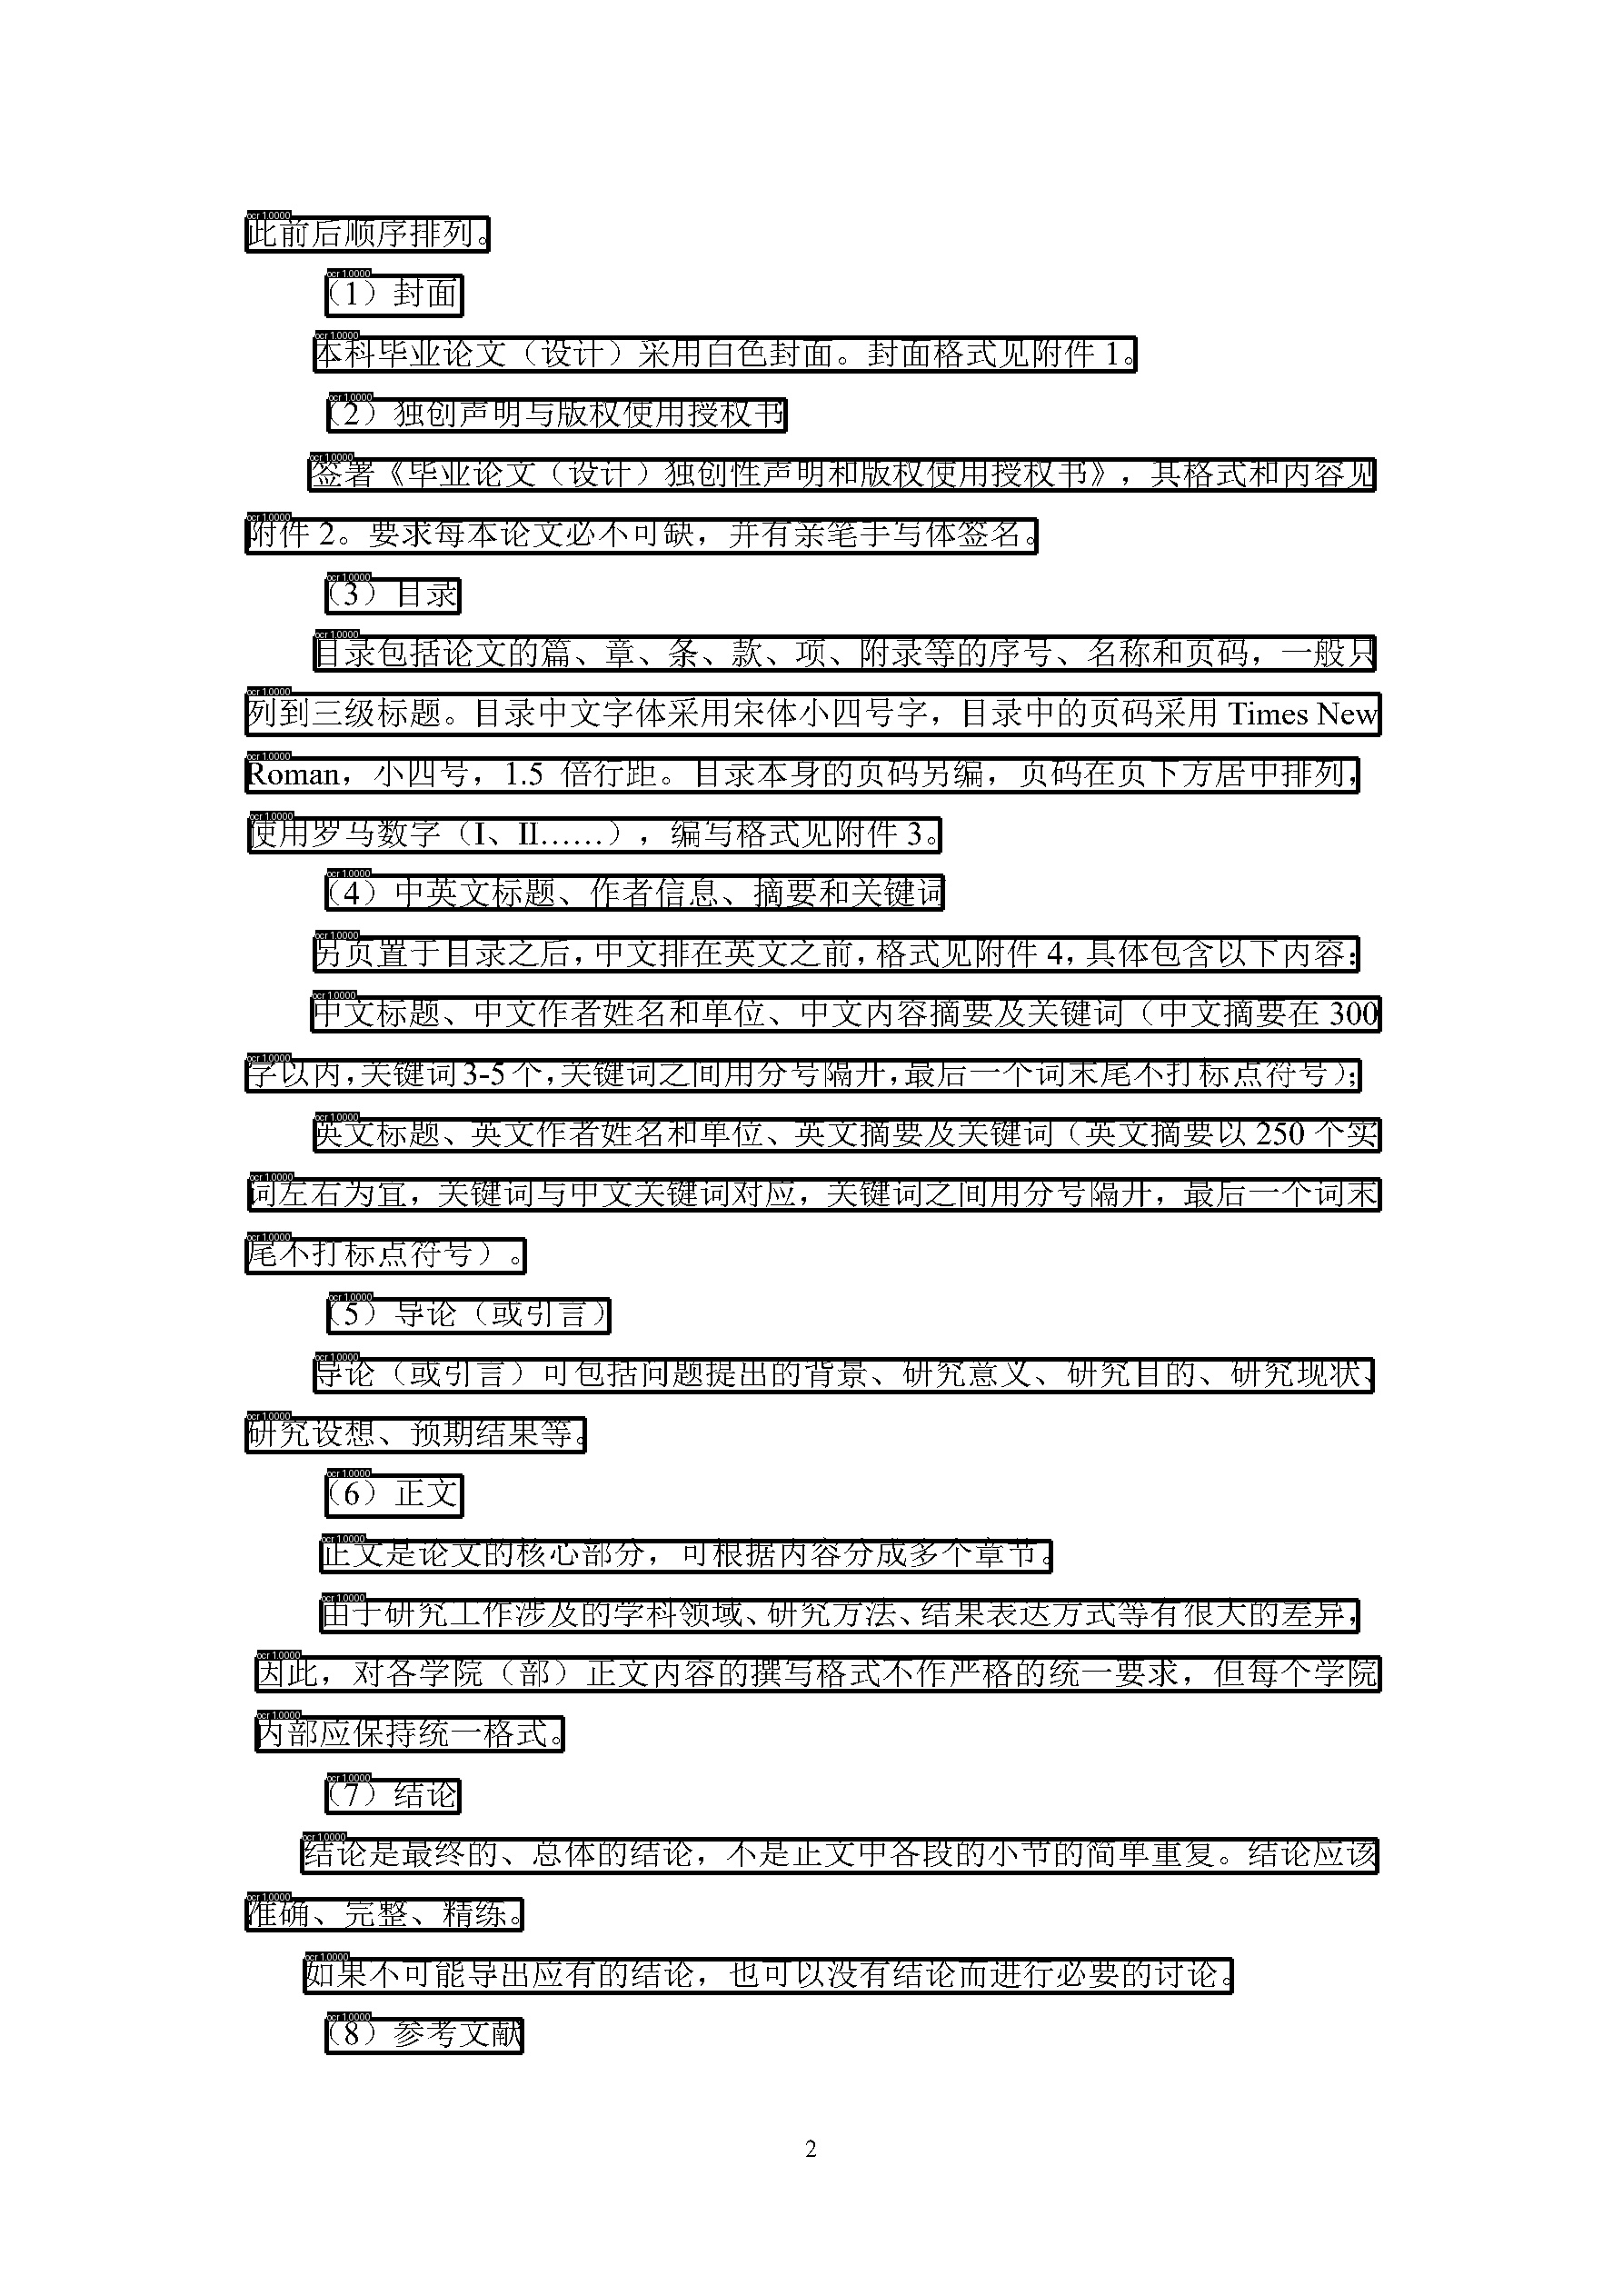 此前后顺序排列。
（1）封面
本科毕业论文（设计）采用白色封面。封面格式见附件 1。
（2）独创声明与版权使用授权书
签署《毕业论文（设计）独创性声明和版权使用授权书》，其格式和内容见
附件 2。要求每本论文必不可缺，并有亲笔手写体签名。
（3）目录
目录包括论文的篇、章、条、款、项、附录等的序号、名称和页码，一般只
列到三级标题。目录中文字体采用宋体小四号字，目录中的页码采用 Times New
Roman，小四号，1.5 倍行距。目录本身的页码另编，页码在页下方居中排列，
使用罗马数字（I、II……），编写格式见附件 3。
（4）中英文标题、作者信息、摘要和关键词
另页置于目录之后，中文排在英文之前，格式见附件 4，具体包含以下内容：
中文标题、中文作者姓名和单位、中文内容摘要及关键词（中文摘要在 300
字以内，关键词 3-5 个，关键词之间用分号隔开，最后一个词末尾不打标点符号）；
英文标题、英文作者姓名和单位、英文摘要及关键词（英文摘要以 250 个实
词左右为宜，关键词与中文关键词对应，关键词之间用分号隔开，最后一个词末
尾不打标点符号）。
（5）导论（或引言）
导论（或引言）可包括问题提出的背景、研究意义、研究目的、研究现状、
研究设想、预期结果等。
（6）正文
正文是论文的核心部分，可根据内容分成多个章节。
由于研究工作涉及的学科领域、研究方法、结果表达方式等有很大的差异，
因此，对各学院（部）正文内容的撰写格式不作严格的统一要求，但每个学院
内部应保持统一格式。
（7）结论
结论是最终的、总体的结论，不是正文中各段的小节的简单重复。结论应该
准确、完整、精练。
如果不可能导出应有的结论，也可以没有结论而进行必要的讨论。
（8）参考文献
2